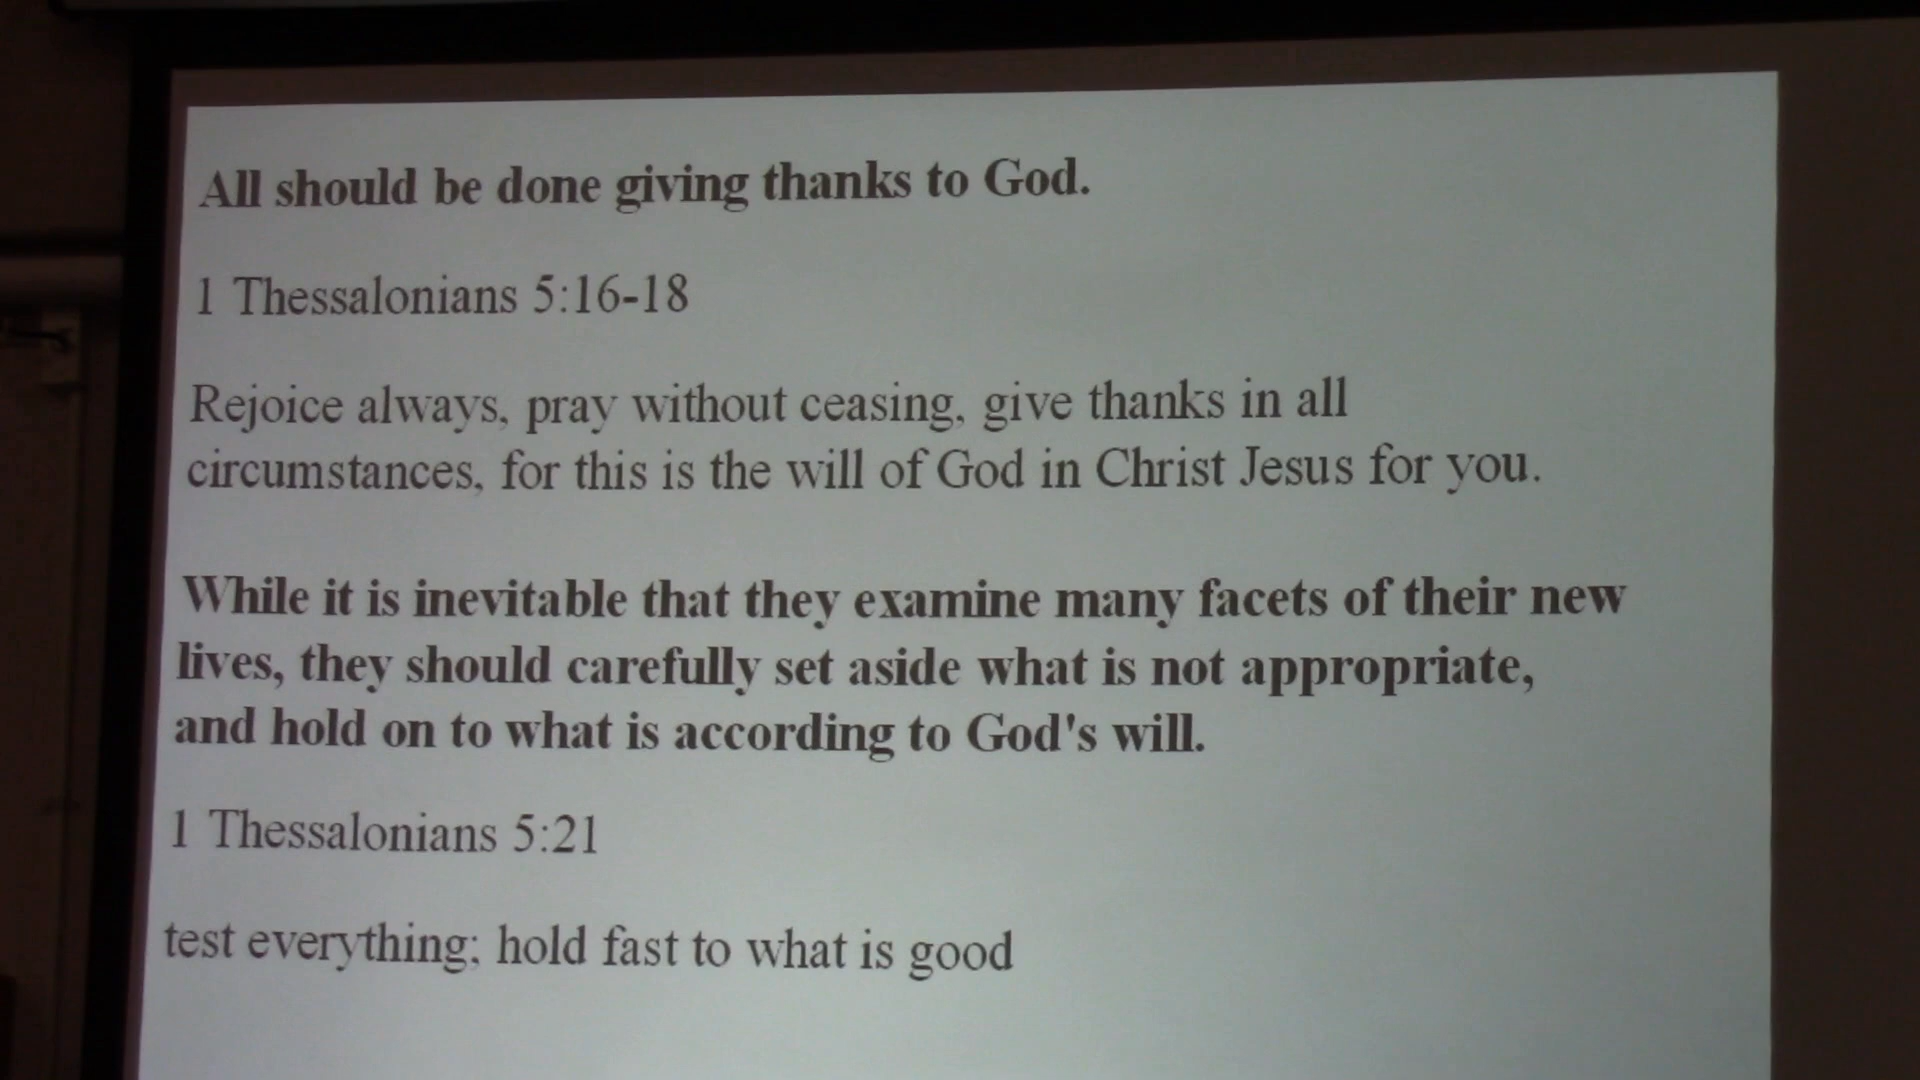 All should be done giving thanks to God.
1 Thessalonians 5:16-18
Rejoice always, pray without ceasing, give thanks in all
circumstances, for this is the will of God in Christ Jesus for you.
While it is inevitable that they examine many facets of their new
lives, they should carefully set aside what is not appropriate,
and hold on to what is according to God's will.
1 Thessalonians 5:21
test everything; hold fast to what is good